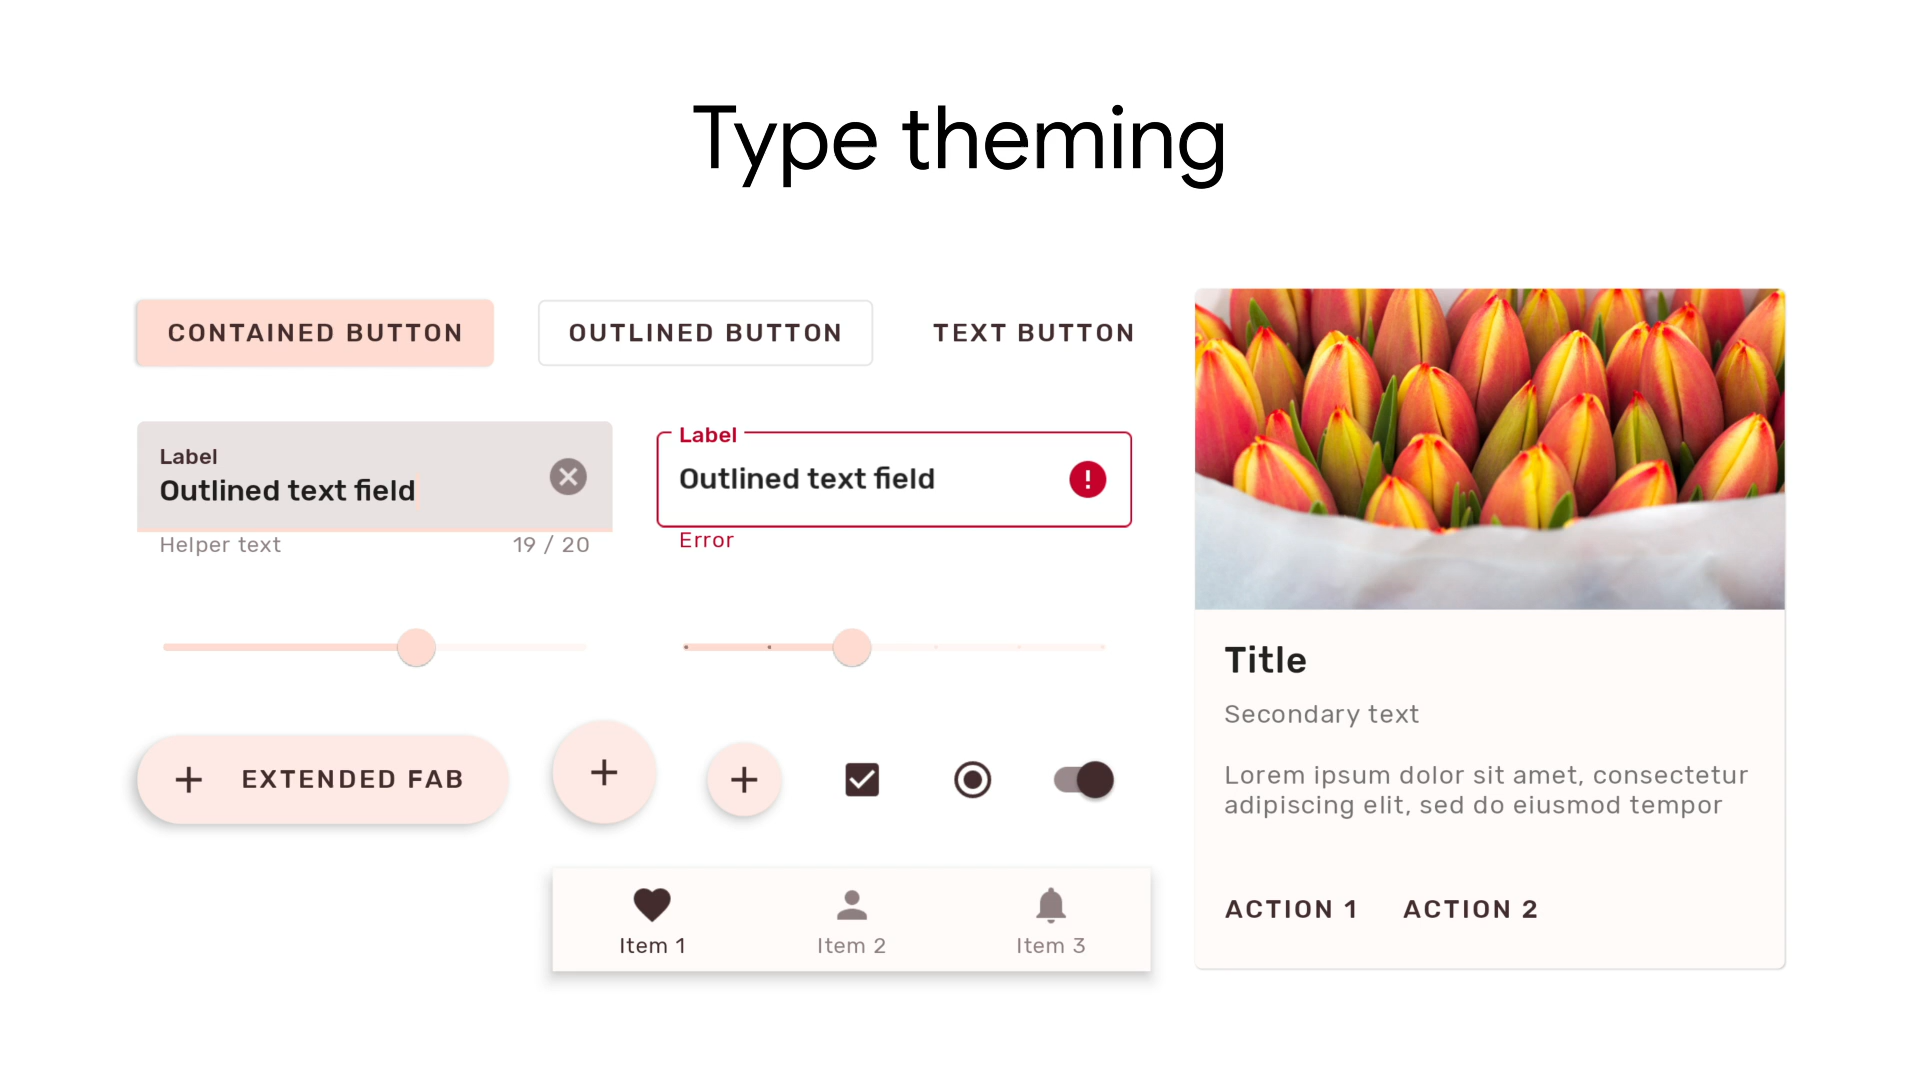 Type theming
CONTAINED BUTTON
OUTLINED BUTTON
TEXT BUTTON
Label
Outlined text field
Helper text
19 / 20
Label
Outlined text field
Error
EXTENDED FAB
Item 1
Item 2
Item 3
Title
Secondary text
Lorem ipsum dolor sit amet, consectetur
adipiscing elit, sed do eiusmod tempor
ACTION 1
ACTION 2